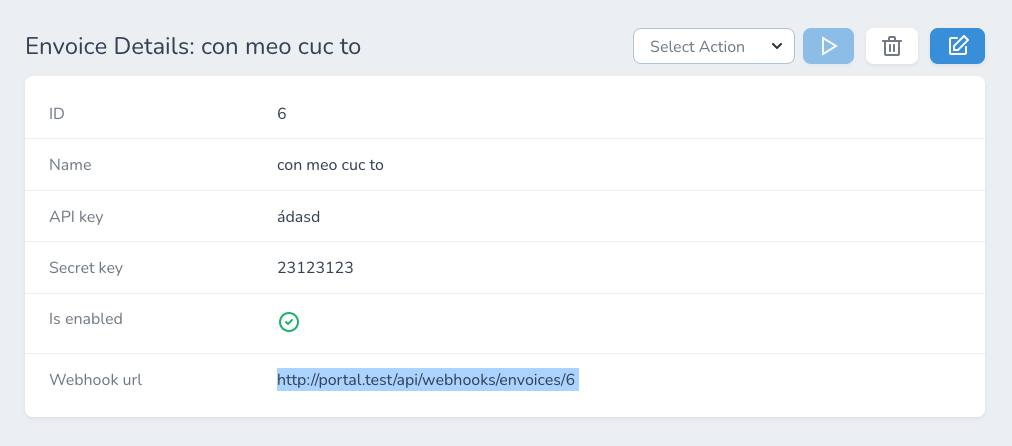 Envoice Details: con meo cuc to
Select Action
ID 6
Name con meo cuc to
API key ádasd
Secret key 23123123
Is enabled
Webhook url http://portal.test/api/webhooks/envoices/6